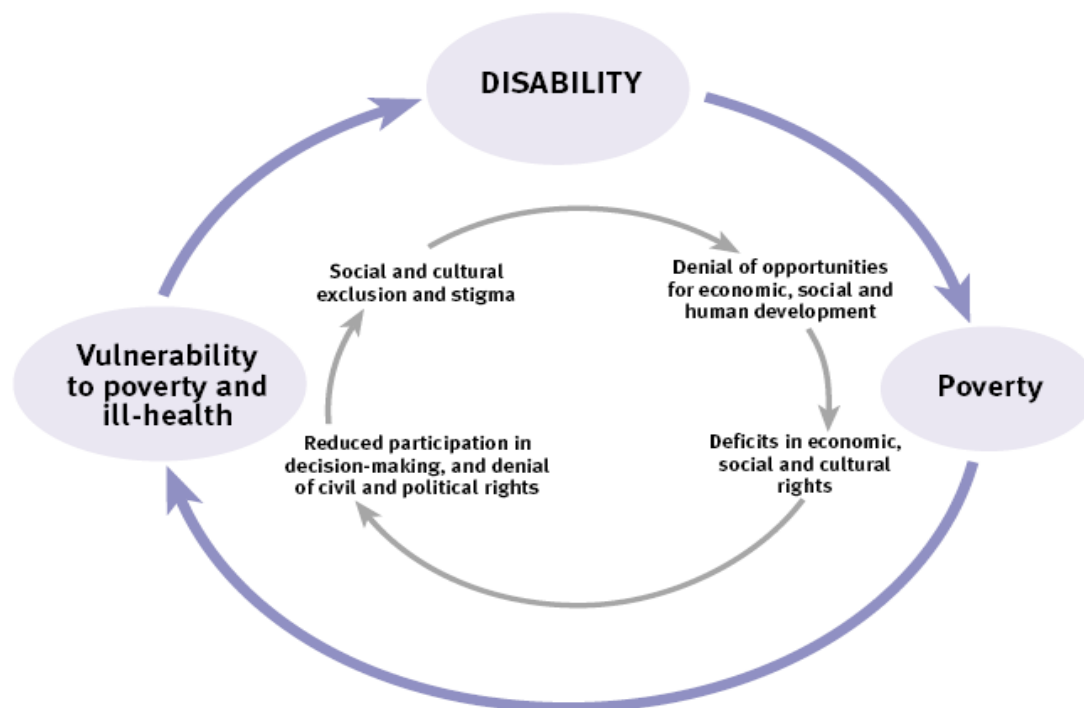 DISABILITY
Social and cultural
exclusion and stigma
Denial of opportunities
for economic, social and
human development
Vulnerability
to poverty and
ill-health
Poverty
Reduced participation in
decision-making, and denial
of civil and political rights
Deficits in economic,
social and cultural
rights